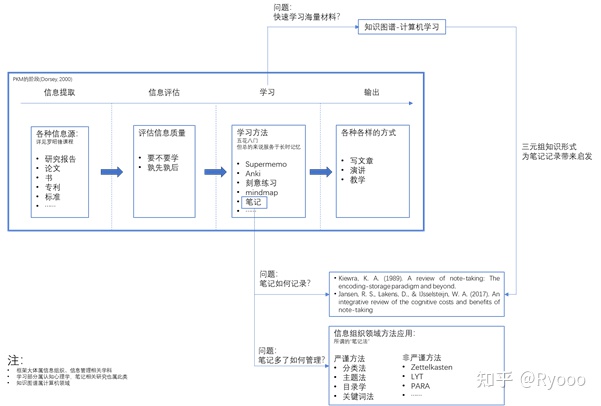 问题：
快速学习海量材料？
知识图谱-计算机学习
PKM的阶段(Dorsey, 2000)
信息提取
信息评估
学习
输出
各种信息源：
详见罗昭锋课程
• 研究报告
• 论文
• 书
• 专利
• 标准
• ……
评估信息质量
• 要不要学
• 孰先孰后
学习方法
五花八门
但总的来说服务于长时记忆
• Supermemo
• Anki
• 刻意练习
• mindmap
• 笔记
• ……
各种各样的方式
• 写文章
• 演讲
• 教学
三元组知识形式
为笔记记录带来启发
问题：
笔记如何记录？
• Kiewra, K. A. (1989). A review of note-taking: The
encoding-storage paradigm and beyond.
• Jansen, R. S., Lakens, D., & IJsselsteijn, W. A. (2017). An
integrative review of the cognitive costs and benefits of
note-taking
问题：
笔记多了如何管理？
信息组织领域方法应用：
所谓的“笔记法”
严谨方法
• 分类法
• 主题法
• 目录学
• 关键词法
非严谨方法
• Zettelkasten
• LYT
• PARA
• ……
注：
• 框架大体属信息组织、信息管理相关学科
• 学习部分属认知心理学，笔记相关研究也属此类
• 知识图谱属计算机领域
知乎 @Ryooo